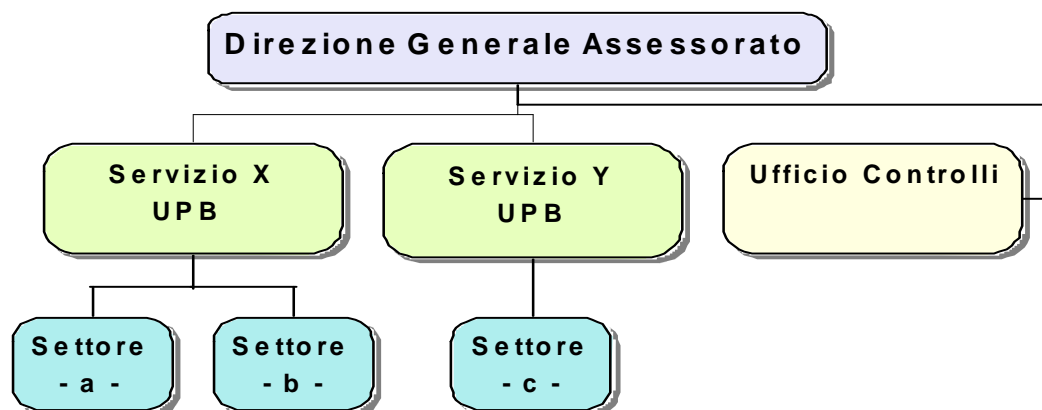 Direzione Generale Assessorato
Servizio X
UPB
Servizio Y
UPB
Ufficio Controlli
Settore
- a -
Settore
- b -
Settore
- c -